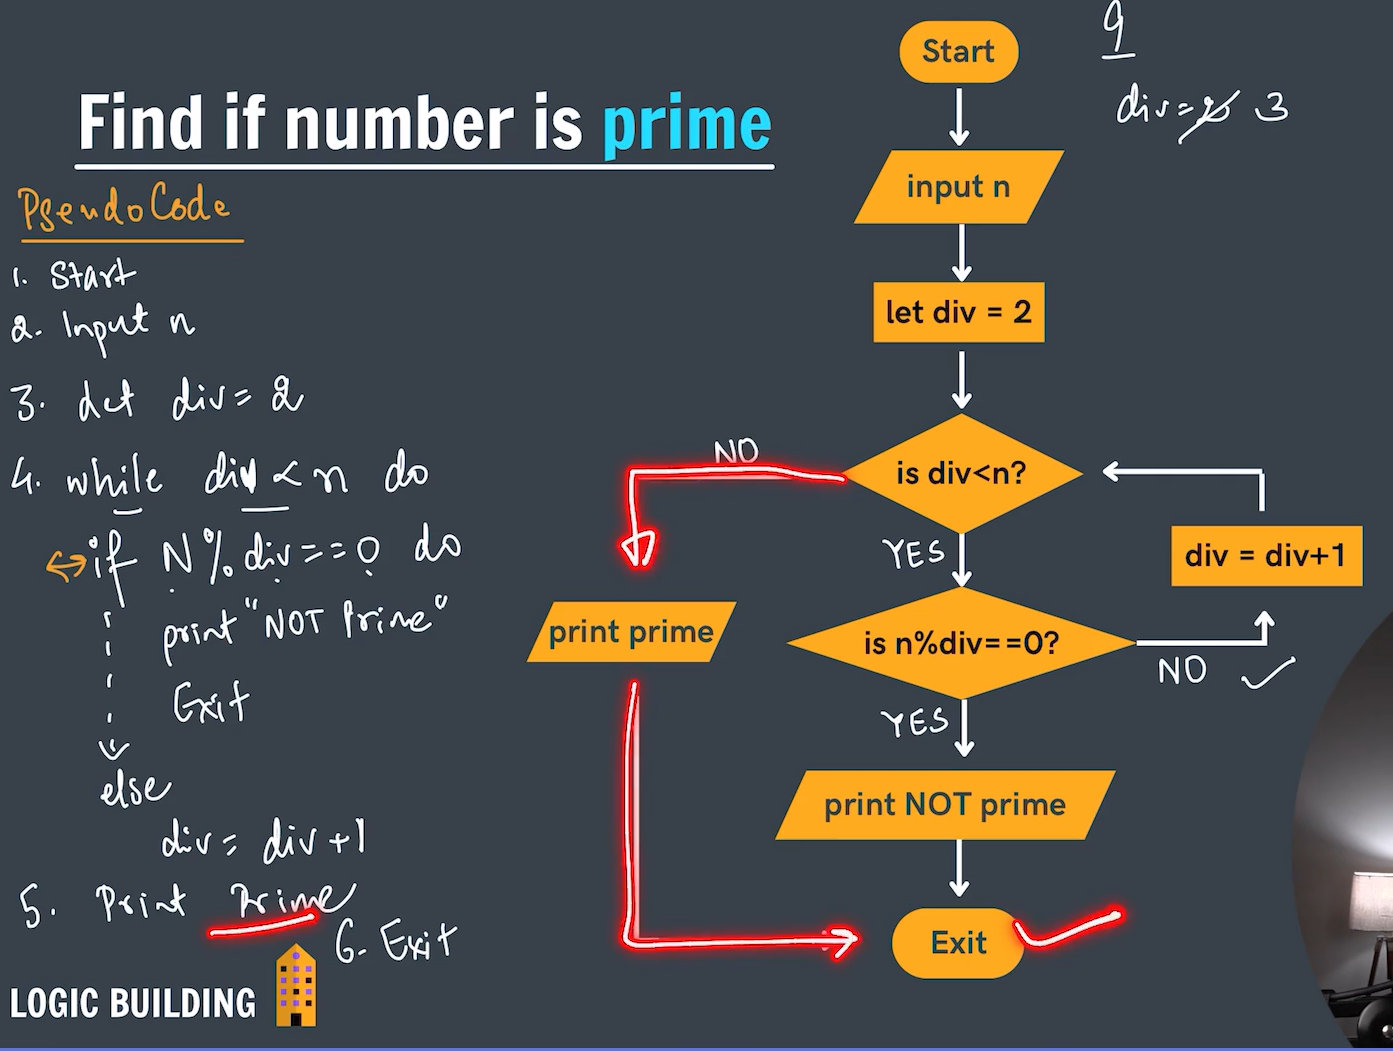 Find if number is prime
PseudoCode
1. Start
2. Input n
3. Let div = 2
4. while div < n do
if N % div == 0 do
print "NOT Prime"
Exit
else
div = div +1
5. Print Prime
6- Exit
LOGIC BUILDING
9
div = 2 3
Start
input n
let div = 2
is div<n?
NO
YES
print prime
div = div+1
is n%div==0?
NO
YES
print NOT prime
Exit